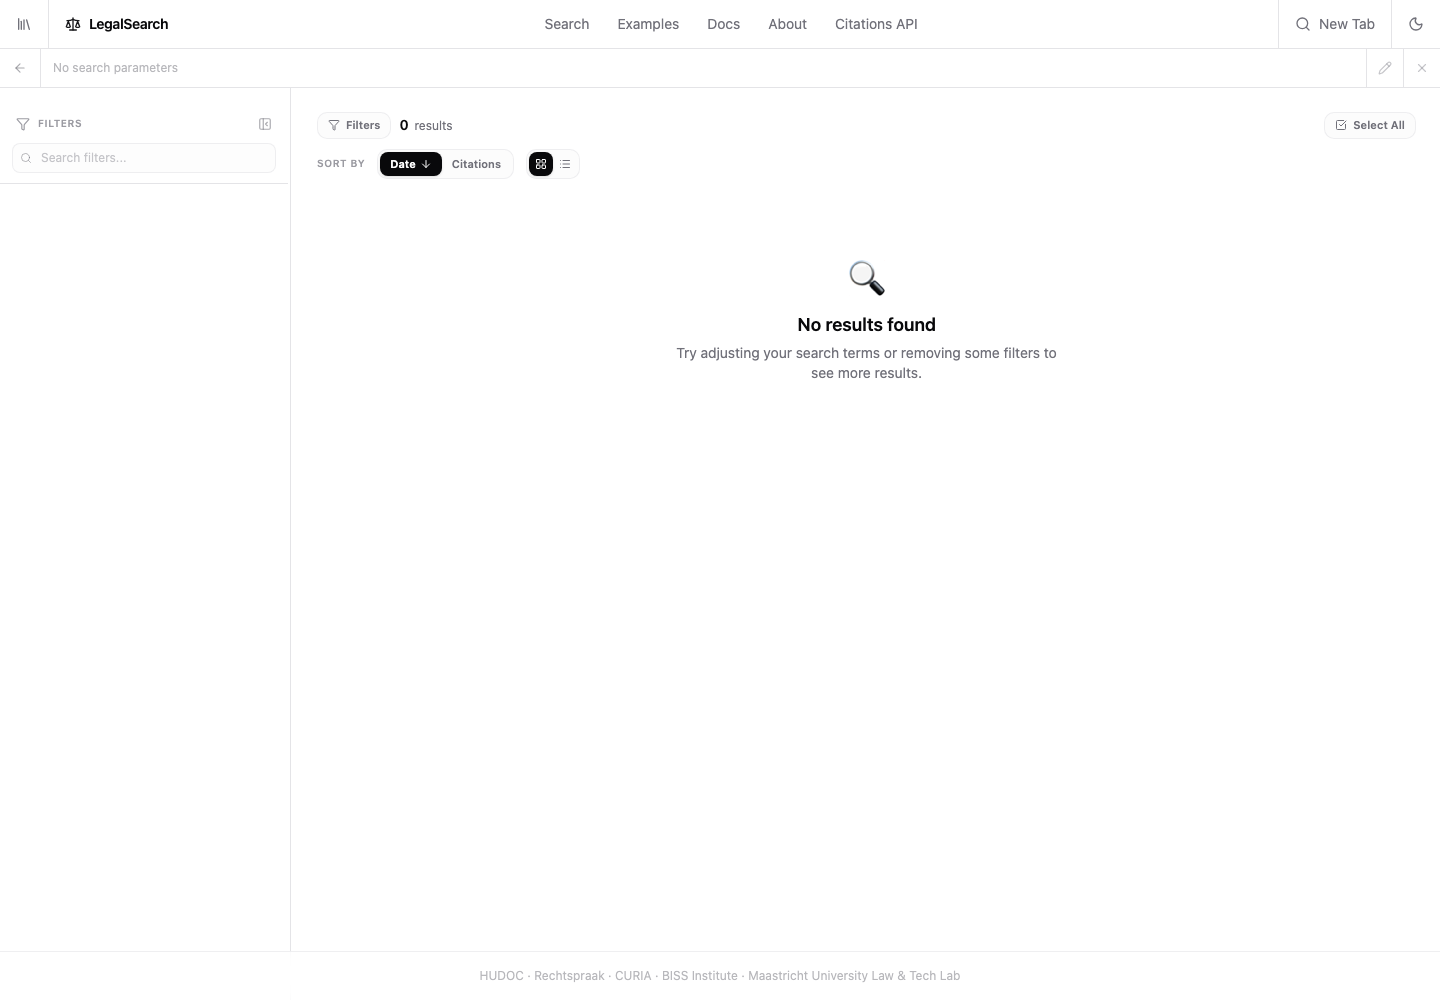 LegalSearch
Search
Examples
Docs
About
Citations API
New Tab
No search parameters
FILTERS
Search filters...
Filters
0 results
Select All
SORT BY
Date
Citations
No results found
Try adjusting your search terms or removing some filters to
see more results.
HUDOC · Rechtspraak · CURIA · BISS Institute · Maastricht University Law & Tech Lab